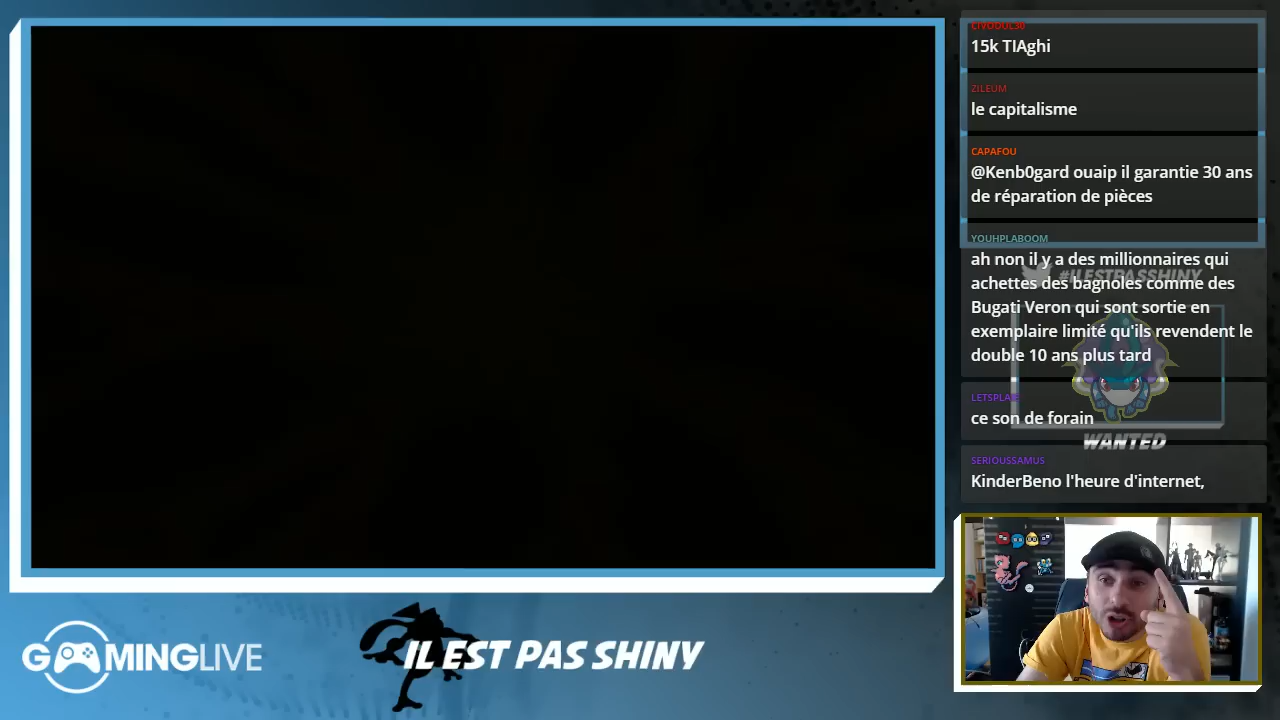 CIVODUL30
15k TIAghi
ZILEUM
le capitalisme
CAPAFOU
@Kenb0gard ouaip il garantie 30 ans
de réparation de pièces
YOUHPLABOOM
ah non il y a des millionnaires qui
#ILESTPASSHINY
achettes des bagnoles comme des
Bugati Veron qui sont sortie en
exemplaire limité qu'ils revendent le
double 10 ans plus tard
ce son de forain
WANTED
SERIOUSSAMUS
KinderBeno l'heure d'internet,
GAMINGLIVE
IL EST PAS SHINY